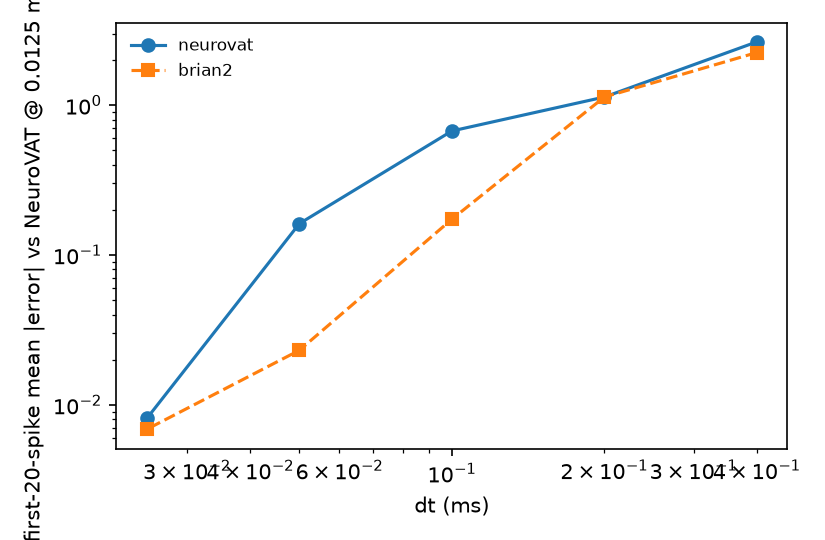 neurovat
brian2
first-20-spike mean |error| vs NeuroVAT @ 0.0125 m
10⁰
10⁻¹
10⁻²
3 × 10⁻² 4 × 10⁻² 6 × 10⁻² 10⁻¹ 2 × 10⁻¹ 3 × 10⁻¹ 4 × 10⁻¹
dt (ms)